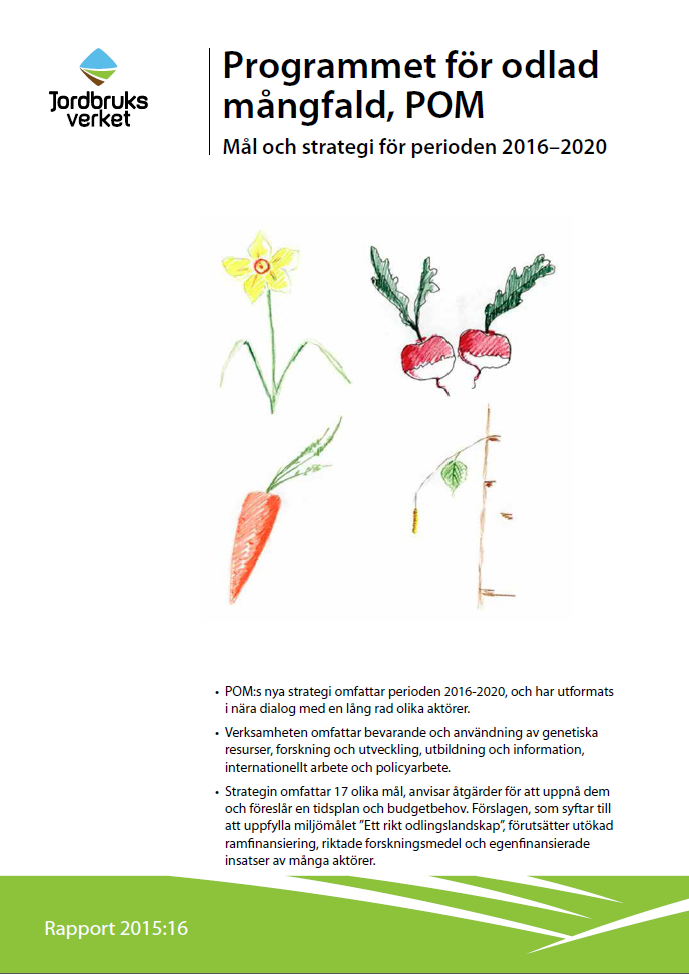 Jordbruks
verket
Programmet för odlad
mångfald, POM
Mål och strategi för perioden 2016–2020
• POM:s nya strategi omfattar perioden 2016-2020, och har utformats
i nära dialog med en lång rad olika aktörer.
• Verksamheten omfattar bevarande och användning av genetiska
resurser, forskning och utveckling, utbildning och information,
internationellt arbete och policyarbete.
• Strategin omfattar 17 olika mål, anvisar åtgärder för att uppnå dem
och föreslår en tidsplan och budgetbehov. Förslagen, som syftar till
att uppfylla miljömålet ”Ett rikt odlingslandskap”, förutsätter utökad
ramfinansiering, riktade forskningsmedel och egenfinansierade
insatser av många aktörer.
Rapport 2015:16